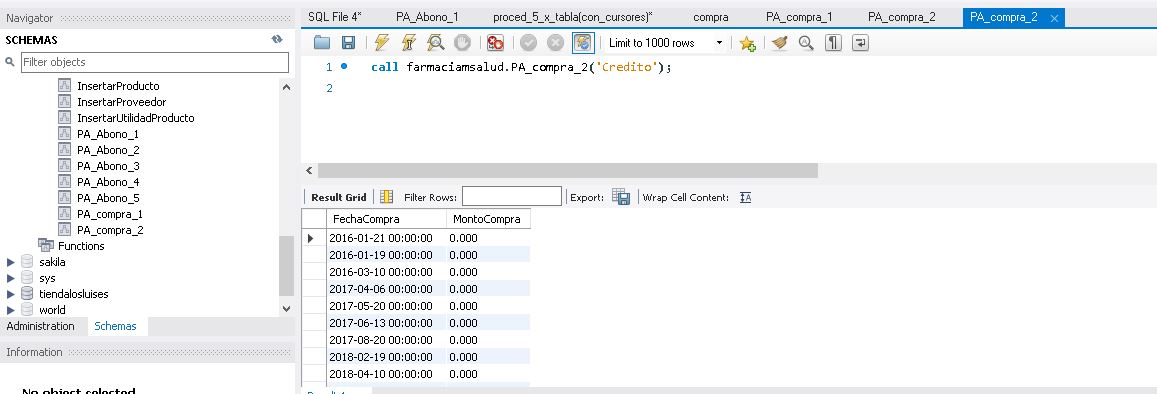 Navigator
SCHEMAS
Filter objects
InsertarProducto
InsertarProveedor
InsertarUtilidadProducto
PA_Abono_1
PA_Abono_2
PA_Abono_3
PA_Abono_4
PA_Abono_5
PA_compra_1
PA_compra_2
Functions
sakila
sys
tiendalosluises
world
Administration Schemas
Information
No object selected
SQL File 4* PA_Abono_1 proced_5_x_tabla(con_cursores)* compra PA_compra_1 PA_compra_2 PA_compra_2 ×
Limit to 1000 rows
1 call farmaciamsalud.PA_compra_2('Credito');
2
Result Grid Filter Rows: Export: Wrap Cell Content:
FechaCompra MontoCompra
2016-01-21 00:00:00 0.000
2016-01-19 00:00:00 0.000
2016-03-10 00:00:00 0.000
2017-04-06 00:00:00 0.000
2017-05-20 00:00:00 0.000
2017-06-13 00:00:00 0.000
2017-08-20 00:00:00 0.000
2018-02-19 00:00:00 0.000
2018-04-10 00:00:00 0.000